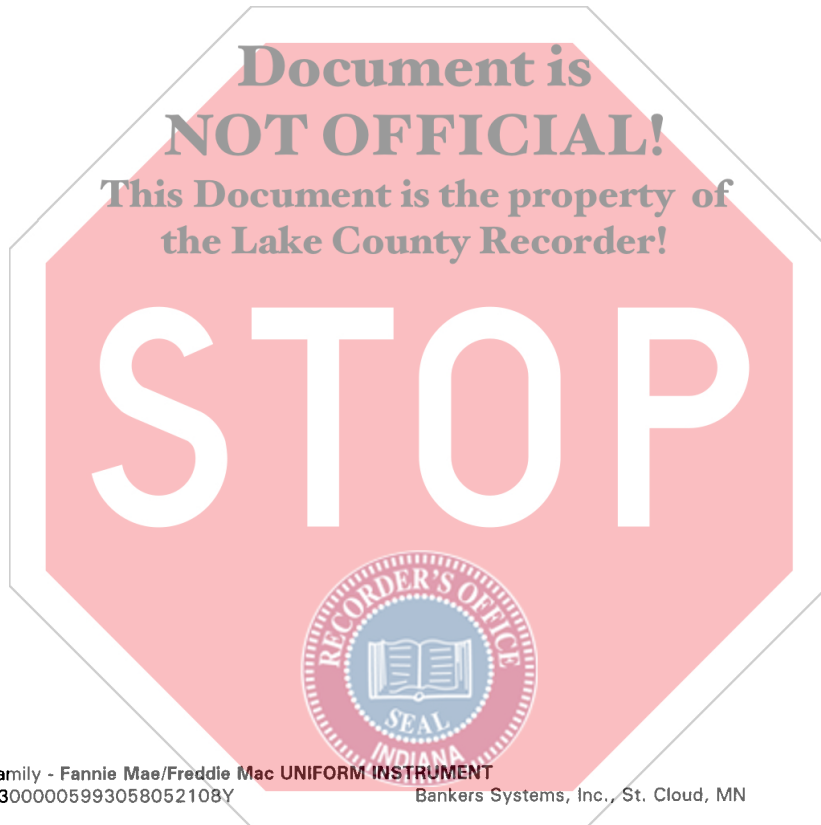 Document is
NOT OFFICIAL!
This Document is the property of
the Lake County Recorder!
STOP
RECORDER'S OFFICE
SEAL
INDIANA
amily - Fannie Mae/Freddie Mac UNIFORM INSTRUMENT
3000005993058052108Y Bankers Systems, Inc., St. Cloud, MN